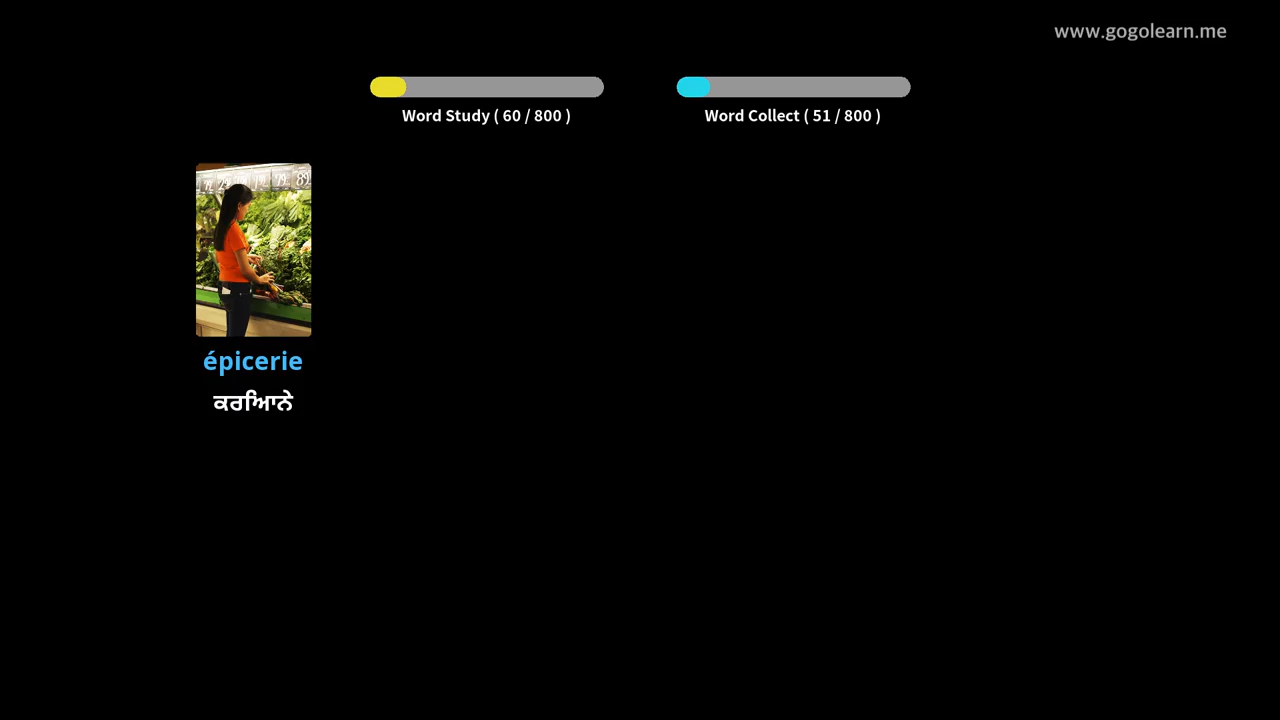 www.gogolearn.me
Word Study ( 60 / 800 )
Word Collect ( 51 / 800 )
épicerie
ਕਰਿਆਨੇ